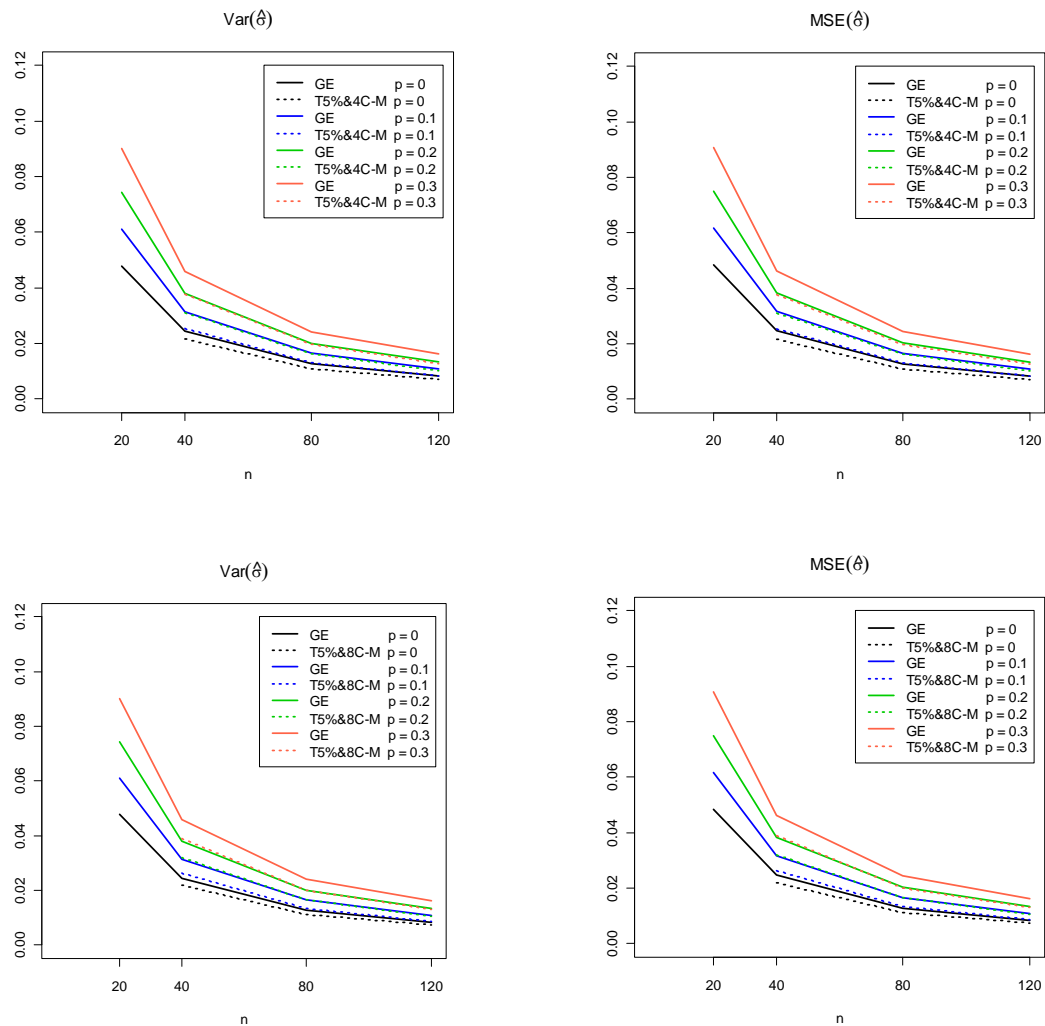 Var(σ̂)
0.00 0.02 0.04 0.06 0.08 0.10 0.12
GE p = 0
T5%&4C-M p = 0
GE p = 0.1
T5%&4C-M p = 0.1
GE p = 0.2
T5%&4C-M p = 0.2
GE p = 0.3
T5%&4C-M p = 0.3
20 40 80 120
n
MSE(σ̂)
0.00 0.02 0.04 0.06 0.08 0.10 0.12
GE p = 0
T5%&4C-M p = 0
GE p = 0.1
T5%&4C-M p = 0.1
GE p = 0.2
T5%&4C-M p = 0.2
GE p = 0.3
T5%&4C-M p = 0.3
20 40 80 120
n
Var(σ̂)
0.00 0.02 0.04 0.06 0.08 0.10 0.12
GE p = 0
T5%&8C-M p = 0
GE p = 0.1
T5%&8C-M p = 0.1
GE p = 0.2
T5%&8C-M p = 0.2
GE p = 0.3
T5%&8C-M p = 0.3
20 40 80 120
n
MSE(σ̂)
0.00 0.02 0.04 0.06 0.08 0.10 0.12
GE p = 0
T5%&8C-M p = 0
GE p = 0.1
T5%&8C-M p = 0.1
GE p = 0.2
T5%&8C-M p = 0.2
GE p = 0.3
T5%&8C-M p = 0.3
20 40 80 120
n